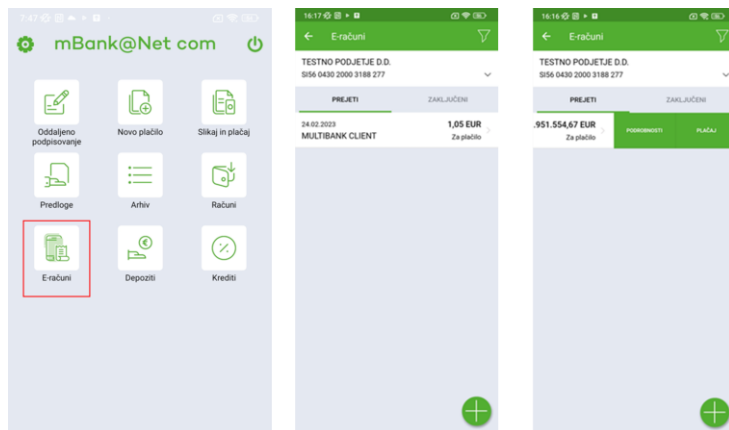 7:47
mBank@Net com
Oddaljeno
podpisovanje
Novo plačilo
Slikaj in plačaj
Predloge
Arhiv
Računi
E-računi
Depoziti
Krediti
16:17
E-računi
TESTNO PODJETJE D.D.
SI56 0430 2000 3188 277
PREJETI
ZAKLJUČENI
24.02.2023
1,05 EUR
MULTIBANK CLIENT
Za plačilo
16:16
E-računi
TESTNO PODJETJE D.D.
SI56 0430 2000 3188 277
PREJETI
ZAKLJUČENI
.951.554,67 EUR
Za plačilo
PODROBNOSTI
PLAČAJ